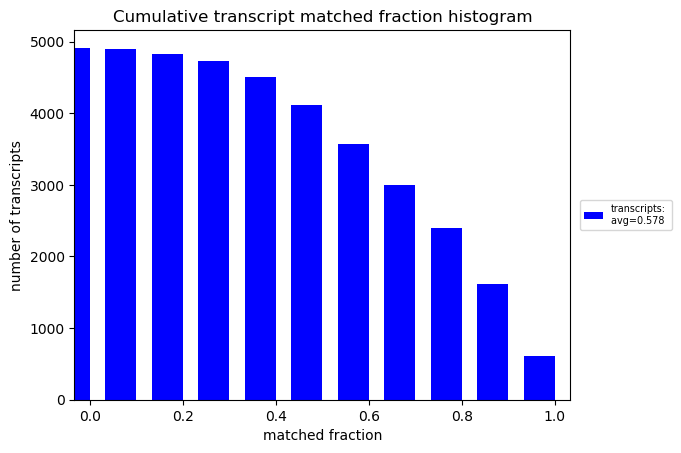 Cumulative transcript matched fraction histogram
number of transcripts
5000
4000
3000
2000
1000
0
0.0 0.2 0.4 0.6 0.8 1.0
matched fraction
transcripts:
avg=0.578